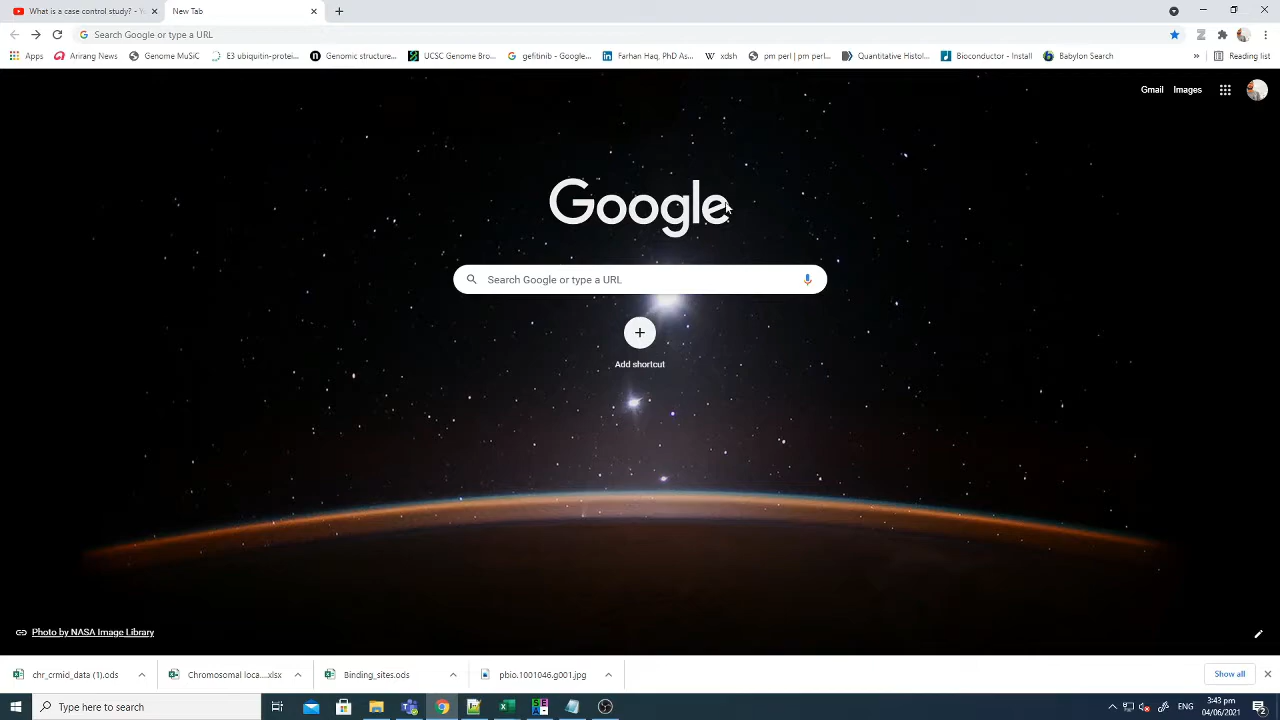 What is a case control study? - Yo
New Tab
Search Google or type a URL
Apps
Arirang News
Genomic MuSiC
E3 ubiquitin-protei...
Genomic structure...
UCSC Genome Bro...
gefitinib - Google...
Farhan Haq, PhD As...
xdsh
pm perl | pm perl...
Quantitative Histol...
Bioconductor - Install
Babylon Search
»
Reading list
Gmail
Images
Google
Search Google or type a URL
Add shortcut
Photo by NASA Image Library
chr_crmid_data (1).ods
Chromosomal loca....xlsx
Binding_sites.ods
pbio.1001046.g001.jpg
Show all
Type here to search
3:43 pm
04/06/2021